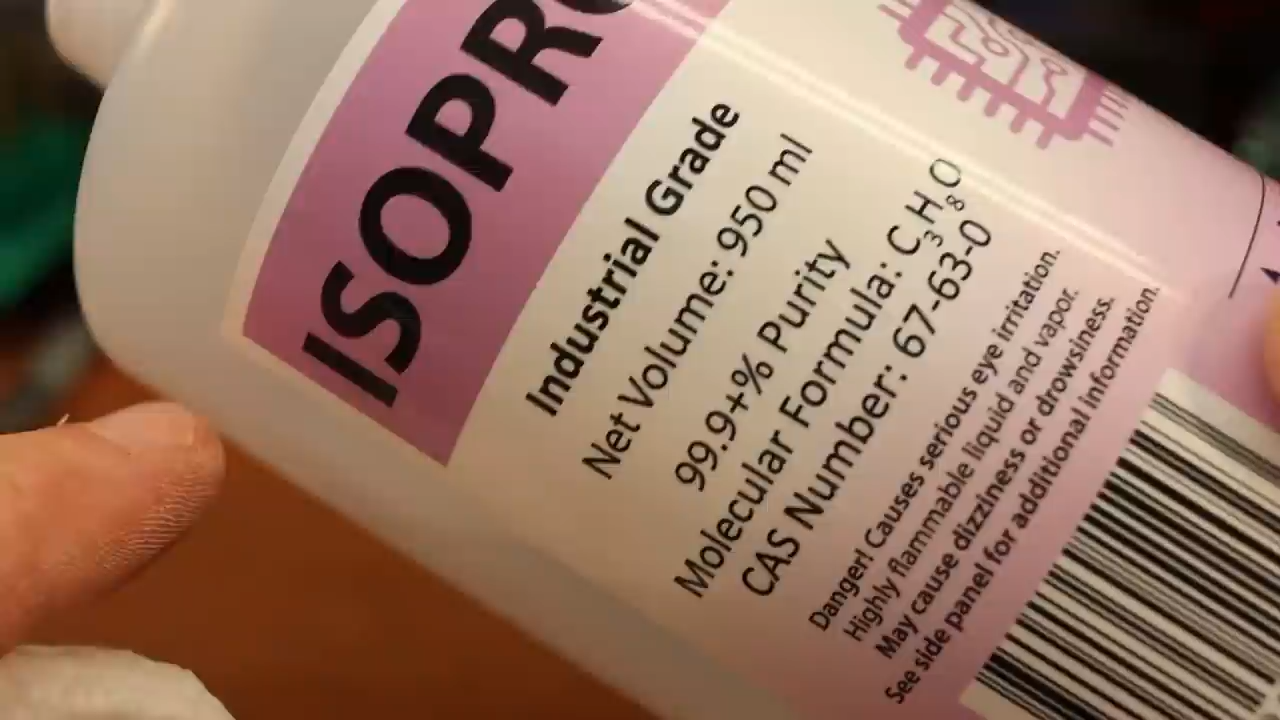 ISOPRO
Industrial Grade
Net Volume: 950 ml
99.9+% Purity
Molecular Formula: C₃H₈O
CAS Number: 67-63-0
Danger! Causes serious eye irritation.
Highly flammable liquid and vapor.
May cause dizziness or drowsiness.
See side panel for additional information.